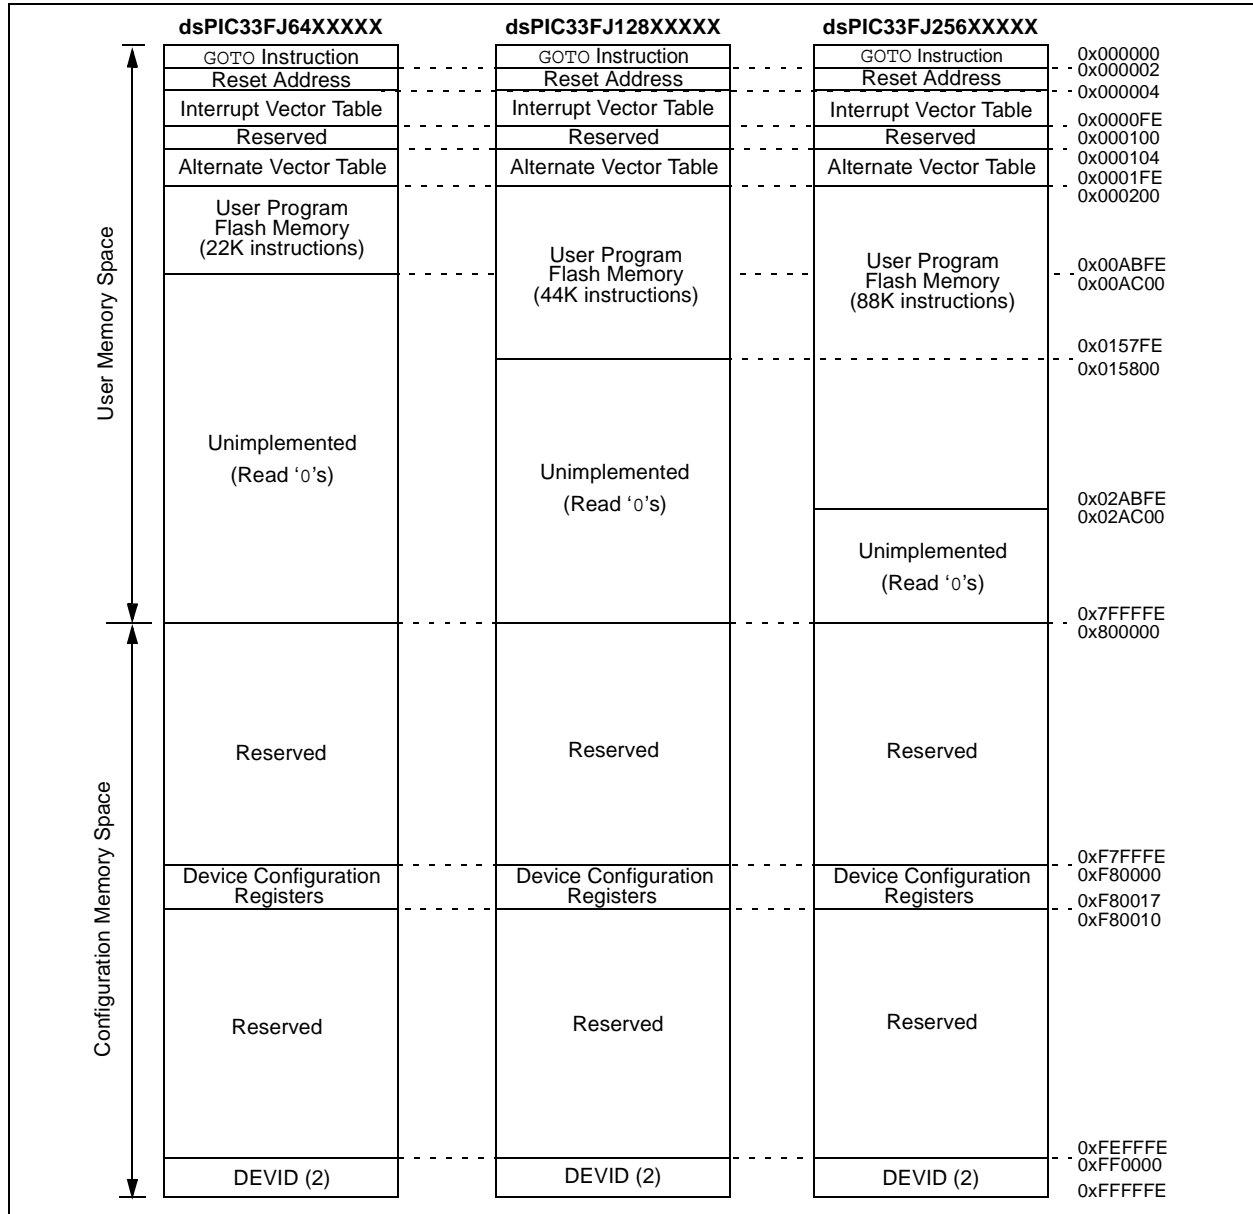 dsPIC33FJ64XXXXX dsPIC33FJ128XXXXX dsPIC33FJ256XXXXX
GOTO Instruction GOTO Instruction GOTO Instruction 0x000000
0x000002
Reset Address Reset Address Reset Address
0x000004
Interrupt Vector Table Interrupt Vector Table Interrupt Vector Table
0x0000FE
Reserved Reserved Reserved 0x000100
0x000104
Alternate Vector Table Alternate Vector Table Alternate Vector Table
0x0001FE
0x000200
User Program
Flash Memory
(22K instructions)
User Program
Flash Memory
(44K instructions)
User Program
Flash Memory
(88K instructions)
0x00ABFE
0x00AC00
0x0157FE
0x015800
User Memory Space
Unimplemented
(Read ‘0’s)
Unimplemented
(Read ‘0’s)
0x02ABFE
0x02AC00
Unimplemented
(Read ‘0’s)
0x7FFFFE
0x800000
Reserved Reserved Reserved
Configuration Memory Space
0xF7FFFE
0xF80000
Device Configuration
Registers
Device Configuration
Registers
Device Configuration
Registers
0xF80017
0xF80010
Reserved Reserved Reserved
0xFEFFFE
0xFF0000
DEVID (2) DEVID (2) DEVID (2)
0xFFFFFE